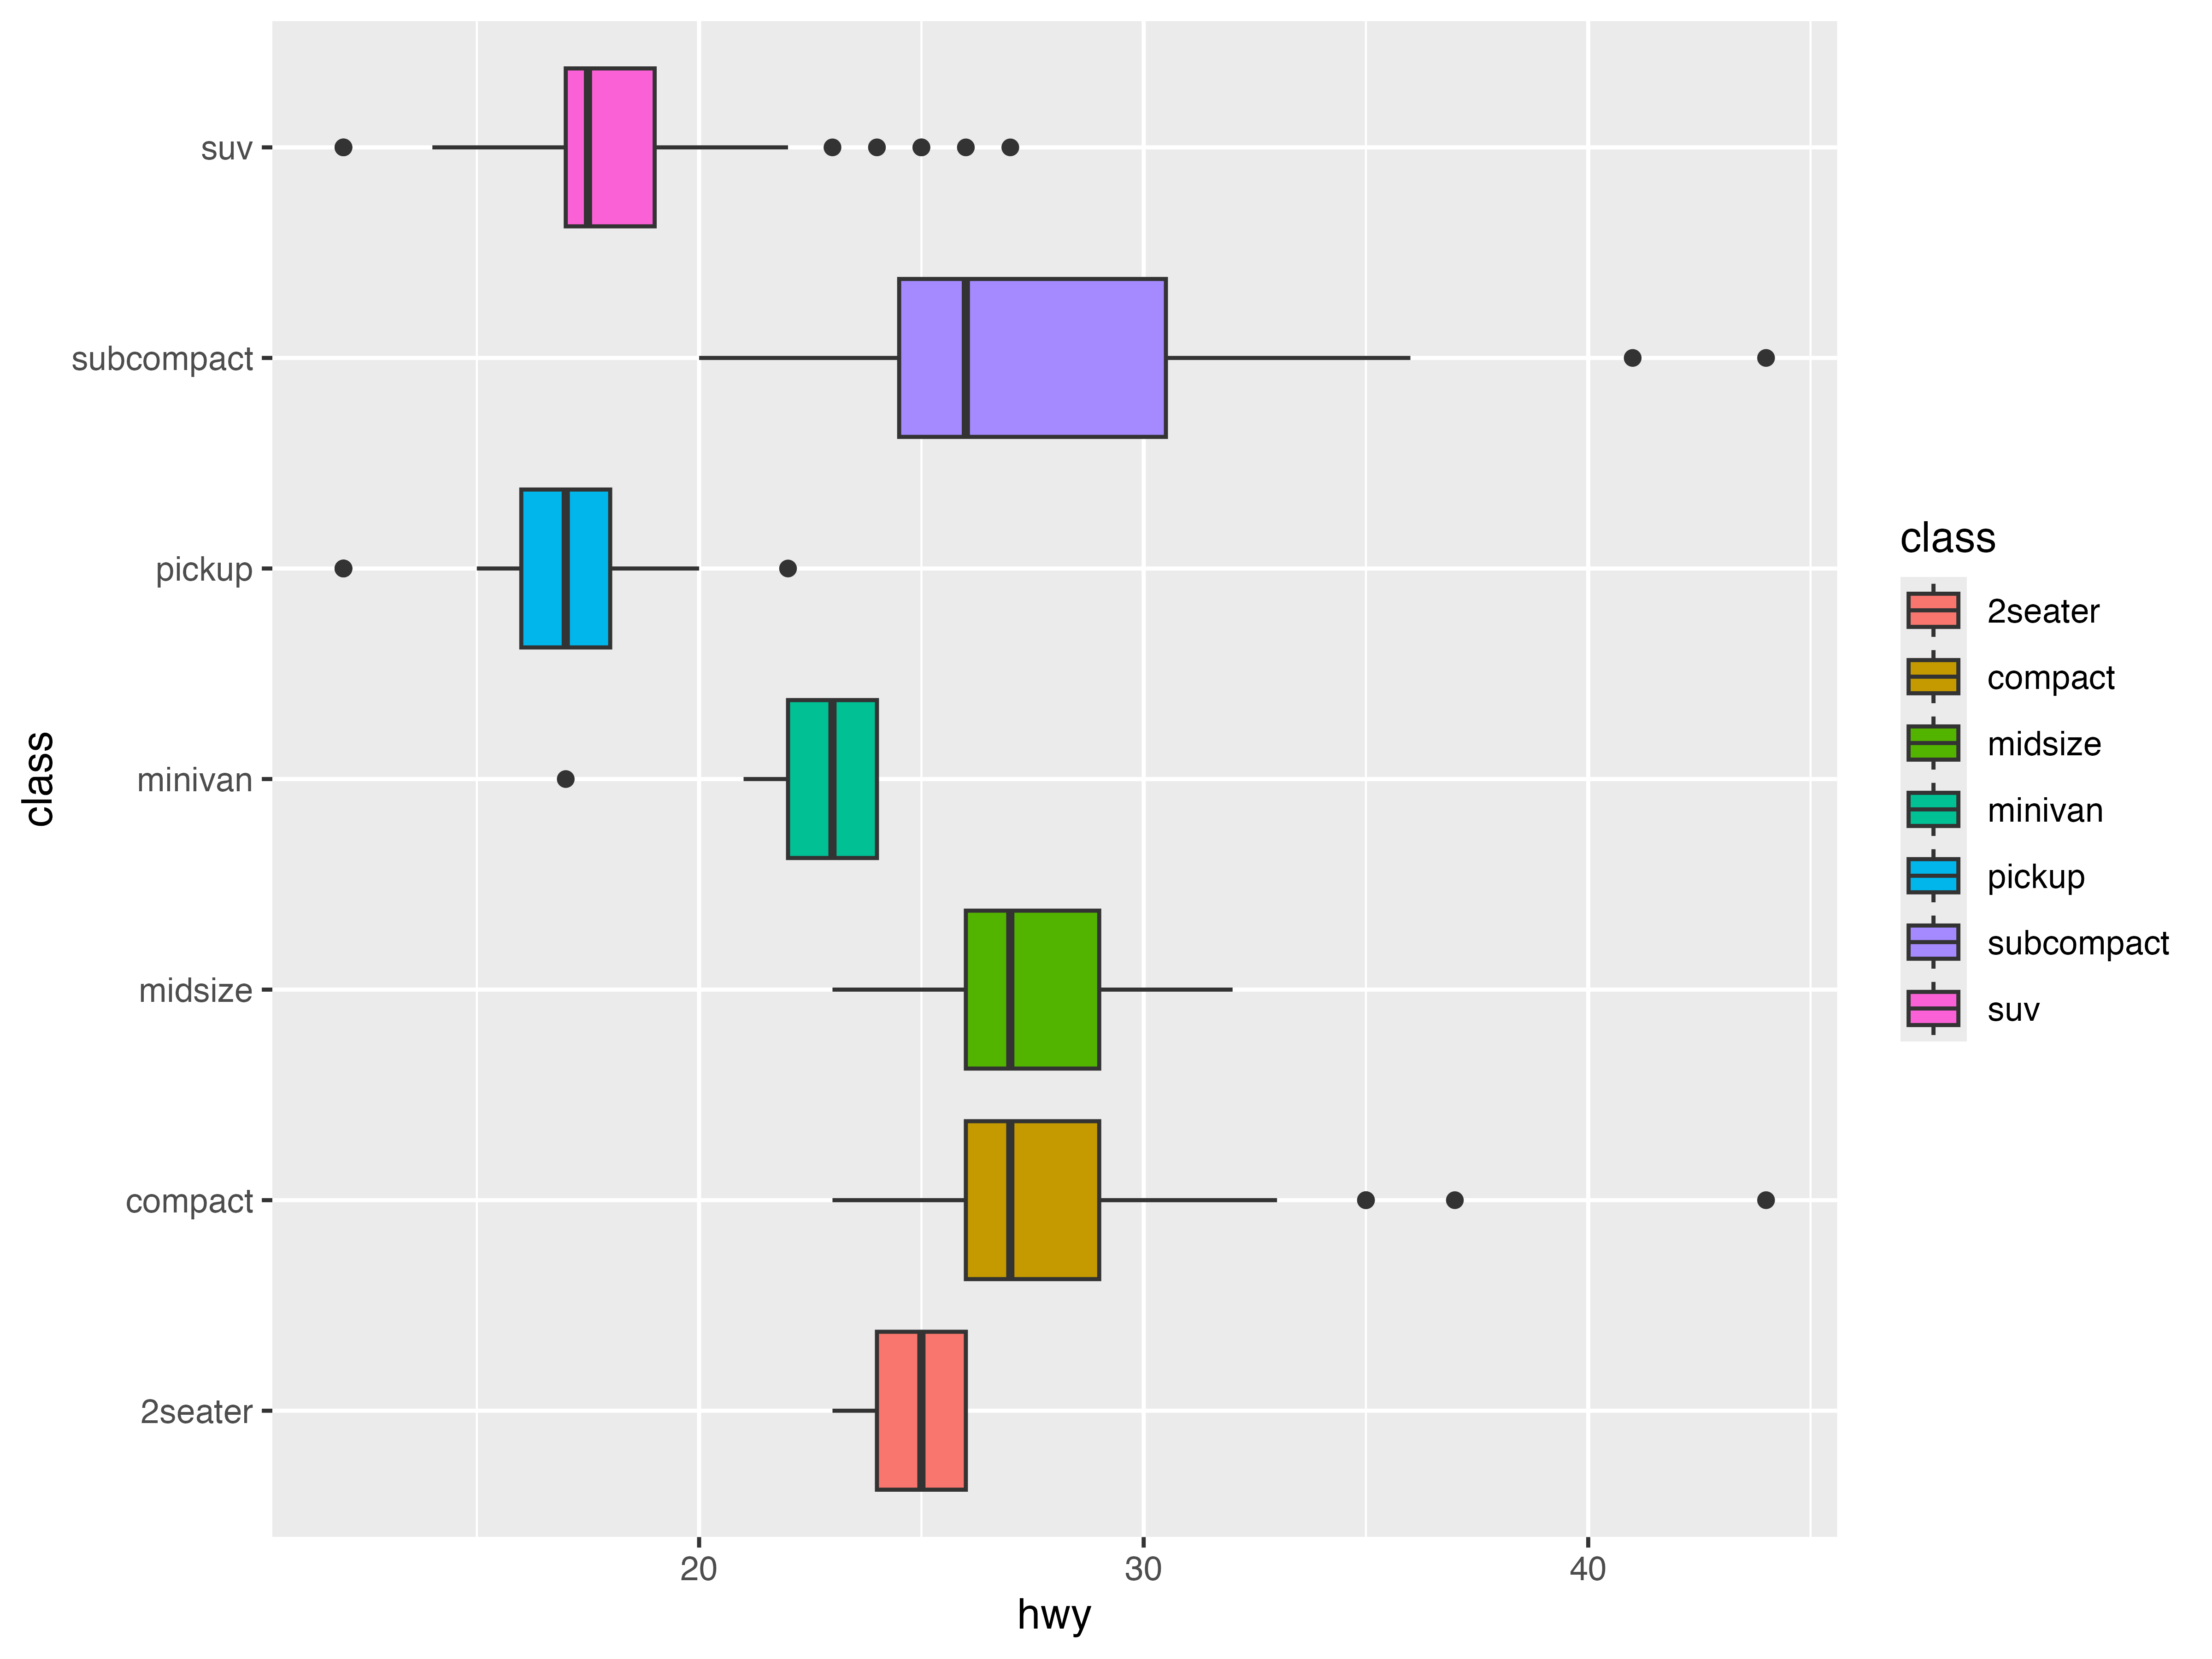 suv
subcompact
pickup
minivan
midsize
compact
2seater
class
20
30
40
hwy
class
2seater
compact
midsize
minivan
pickup
subcompact
suv